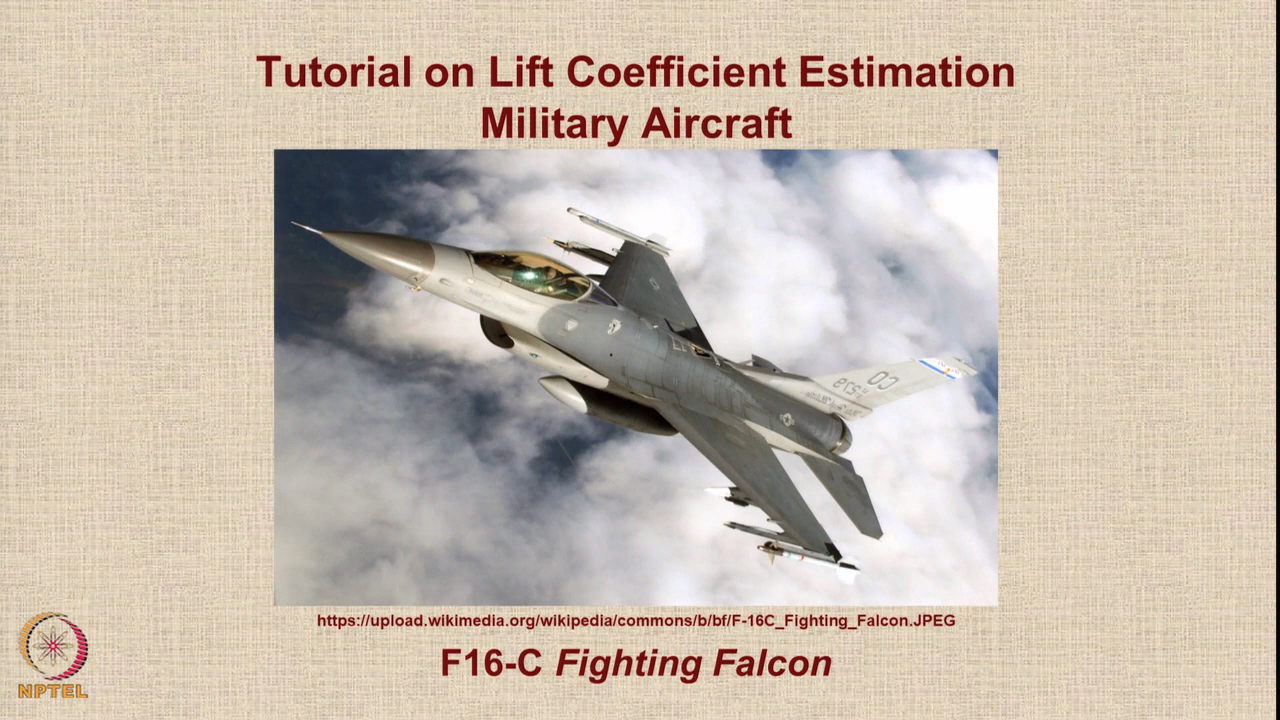 Tutorial on Lift Coefficient Estimation
Military Aircraft
CO
https://upload.wikimedia.org/wikipedia/commons/b/bf/F-16C_Fighting_Falcon.JPEG
F16-C Fighting Falcon
NPTEL